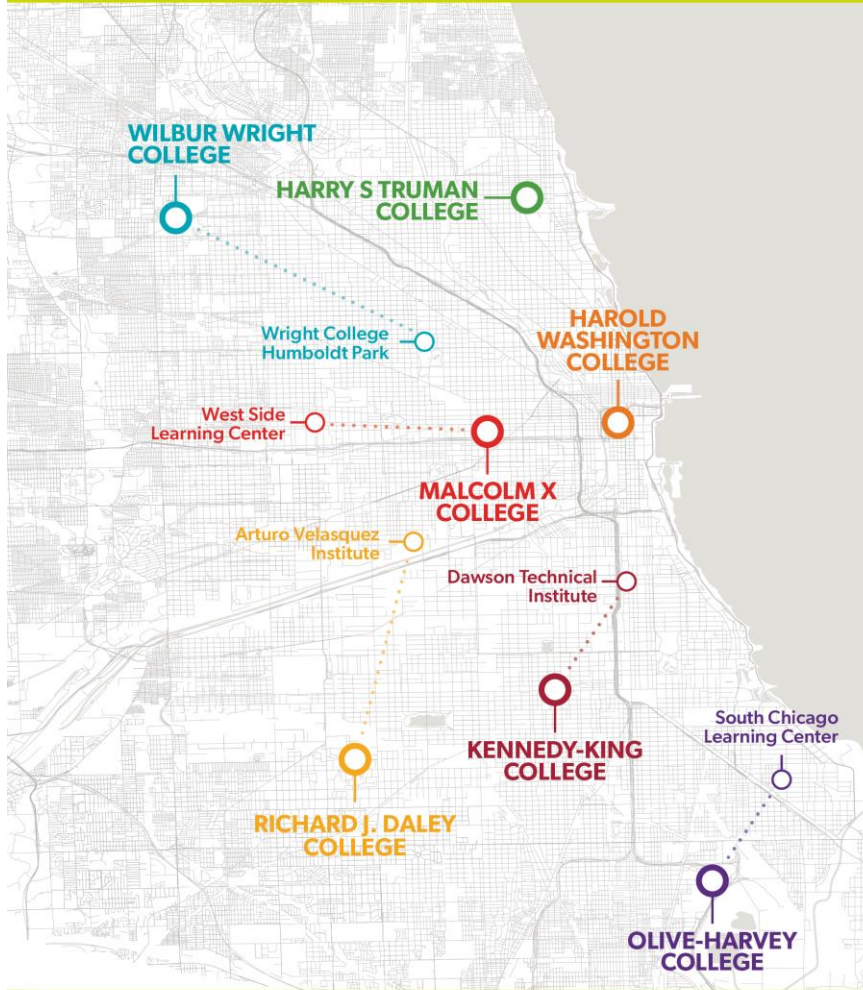 WILBUR WRIGHT
COLLEGE
HARRY S TRUMAN
COLLEGE
Wright College
Humboldt Park
HAROLD
WASHINGTON
COLLEGE
West Side
Learning Center
MALCOLM X
COLLEGE
Arturo Velasquez
Institute
Dawson Technical
Institute
KENNEDY-KING
COLLEGE
South Chicago
Learning Center
RICHARD J. DALEY
COLLEGE
OLIVE-HARVEY
COLLEGE